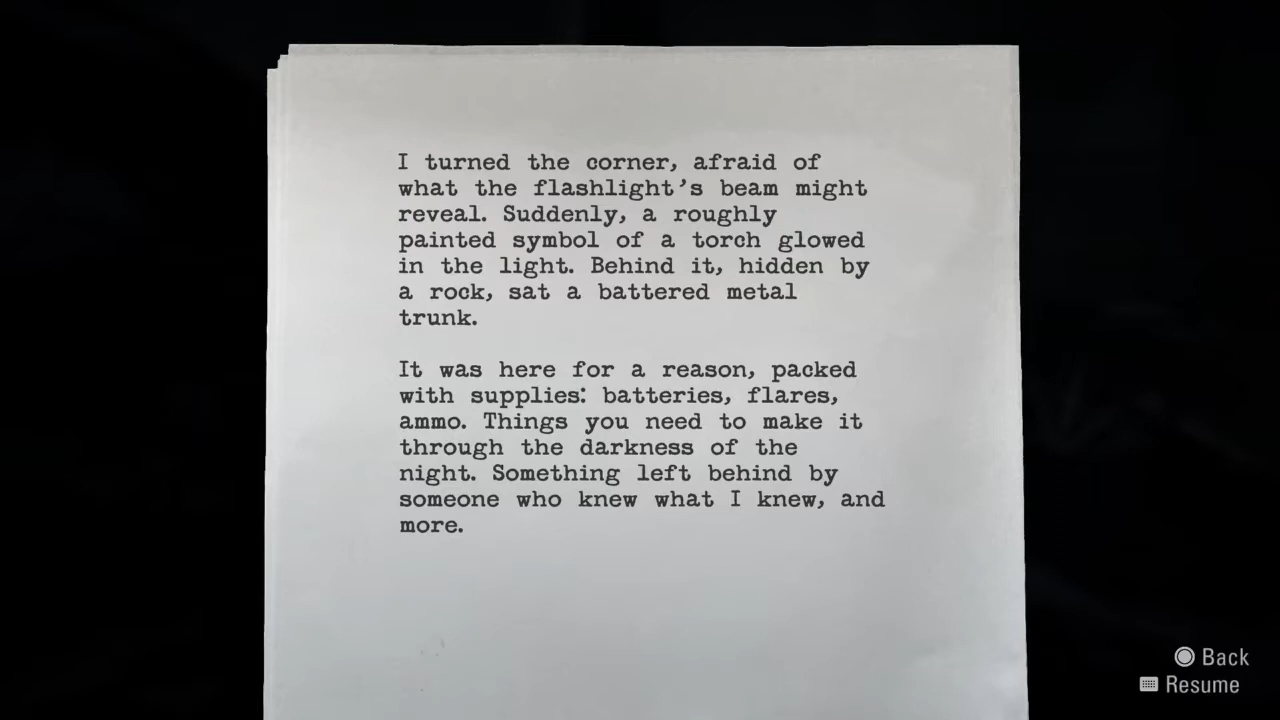 I turned the corner, afraid of
what the flashlight's beam might
reveal. Suddenly, a roughly
painted symbol of a torch glowed
in the light. Behind it, hidden by
a rock, sat a battered metal
trunk.
It was here for a reason, packed
with supplies: batteries, flares,
ammo. Things you need to make it
through the darkness of the
night. Something left behind by
someone who knew what I knew, and
more.
Back
Resume